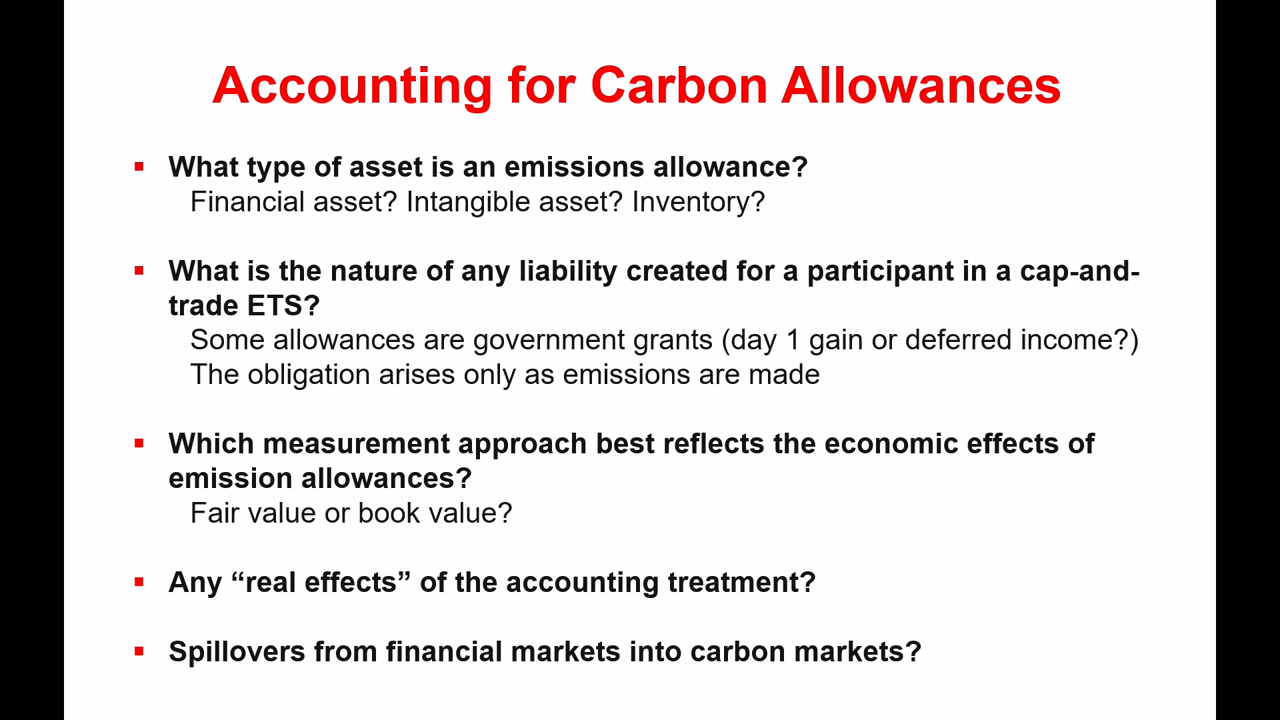 Accounting for Carbon Allowances
▪ What type of asset is an emissions allowance?
Financial asset? Intangible asset? Inventory?
▪ What is the nature of any liability created for a participant in a cap-and-
trade ETS?
Some allowances are government grants (day 1 gain or deferred income?)
The obligation arises only as emissions are made
▪ Which measurement approach best reflects the economic effects of
emission allowances?
Fair value or book value?
▪ Any “real effects” of the accounting treatment?
▪ Spillovers from financial markets into carbon markets?